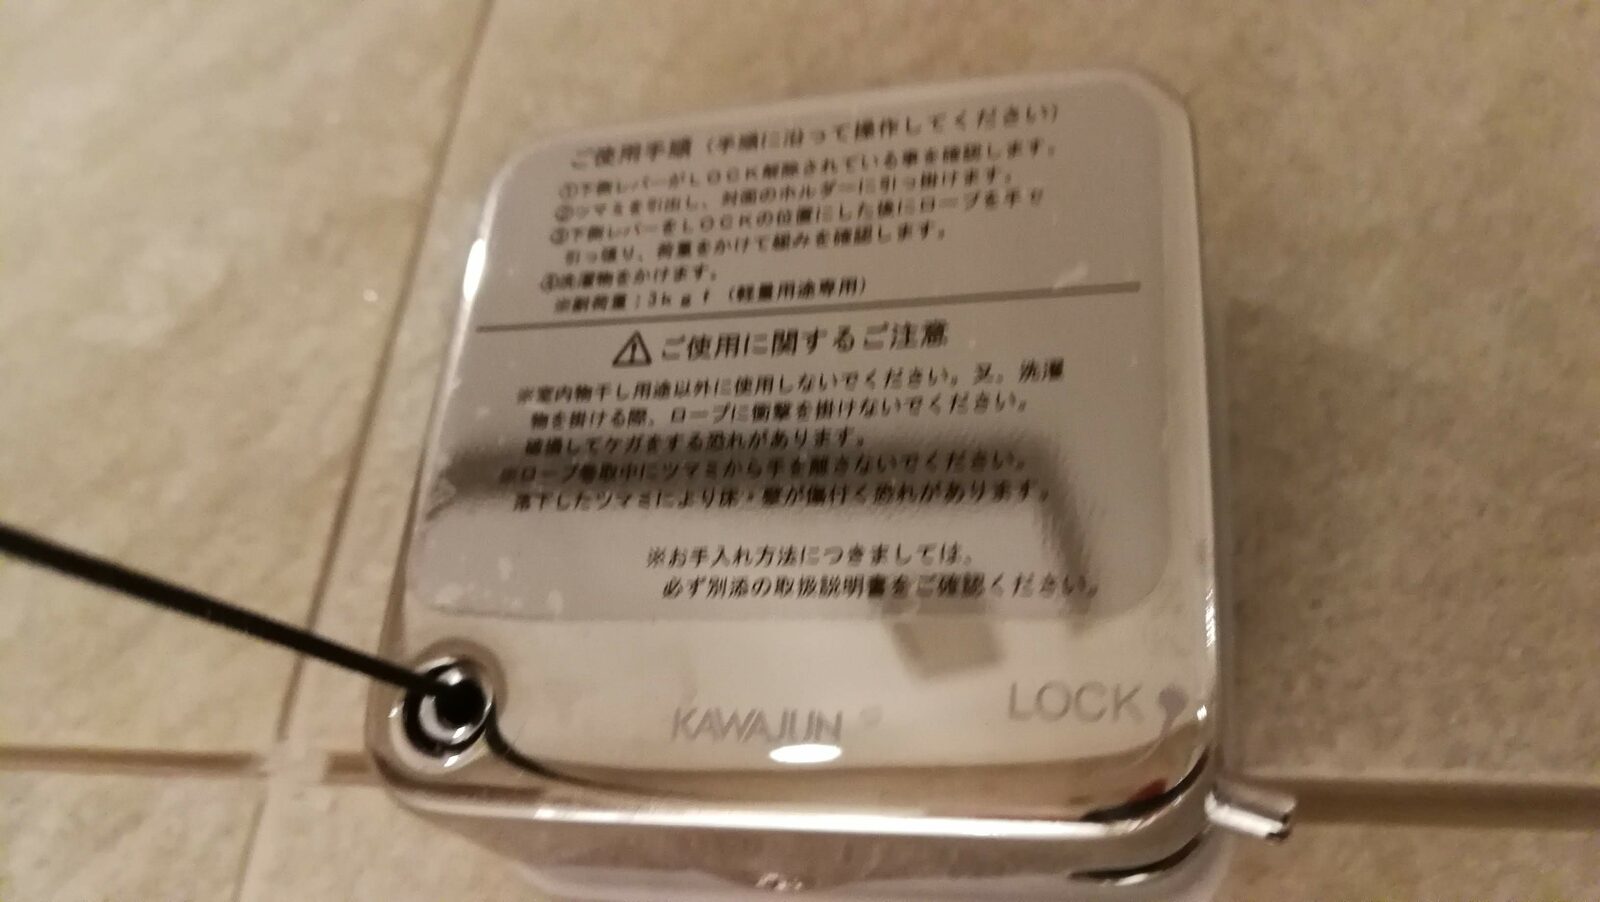 ご使用手順（手順に沿って操作してください）
①下側レバーがLOCK解除されている事を確認します。
②ツマミを引出し、対面のホルダーに引っ掛けます。
③下側レバーをLOCKの位置にした後にロープを手で
引っ張り、荷重をかけて緩みを確認します。
④洗濯物をかけます。
※耐荷重：3kgf（軽量用途専用）
⚠ご使用に関するご注意
※室内物干し用途以外に使用しないでください。又、洗濯
物を掛ける際、ロープに衝撃を掛けないでください。
破損してケガをする恐れがあります。
※ロープ巻取中にツマミから手を離さないでください。
落下したツマミにより床・壁が傷付く恐れがあります。
※お手入れ方法につきましては、
必ず別添の取扱説明書をご確認ください。
LOCK
KAWAJUN